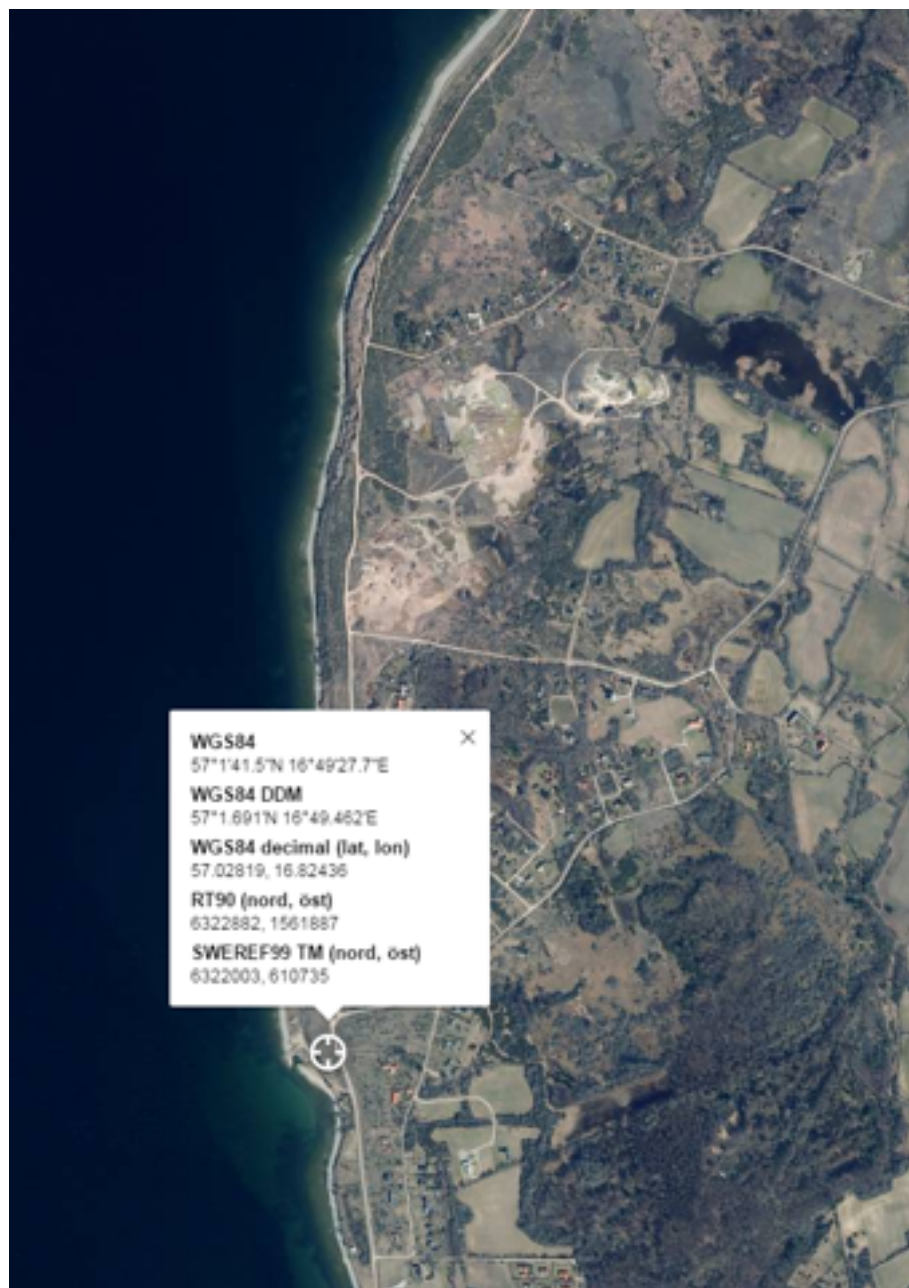 WGS84
57°1'41.5"N 16°49'27.7"E
WGS84 DDM
57°1.691'N 16°49.462'E
WGS84 decimal (lat, lon)
57.02819, 16.82436
RT90 (nord, öst)
6322882, 1561887
SWEREF99 TM (nord, öst)
6322003, 610735